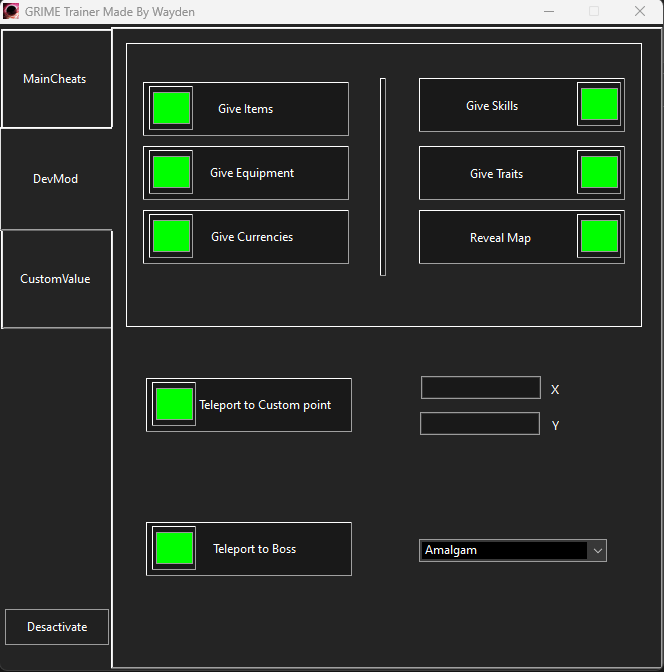 GRIME Trainer Made By Wayden
MainCheats
DevMod
CustomValue
Desactivate
Give Items
Give Skills
Give Equipment
Give Traits
Give Currencies
Reveal Map
Teleport to Custom point
X
Y
Teleport to Boss
Amalgam